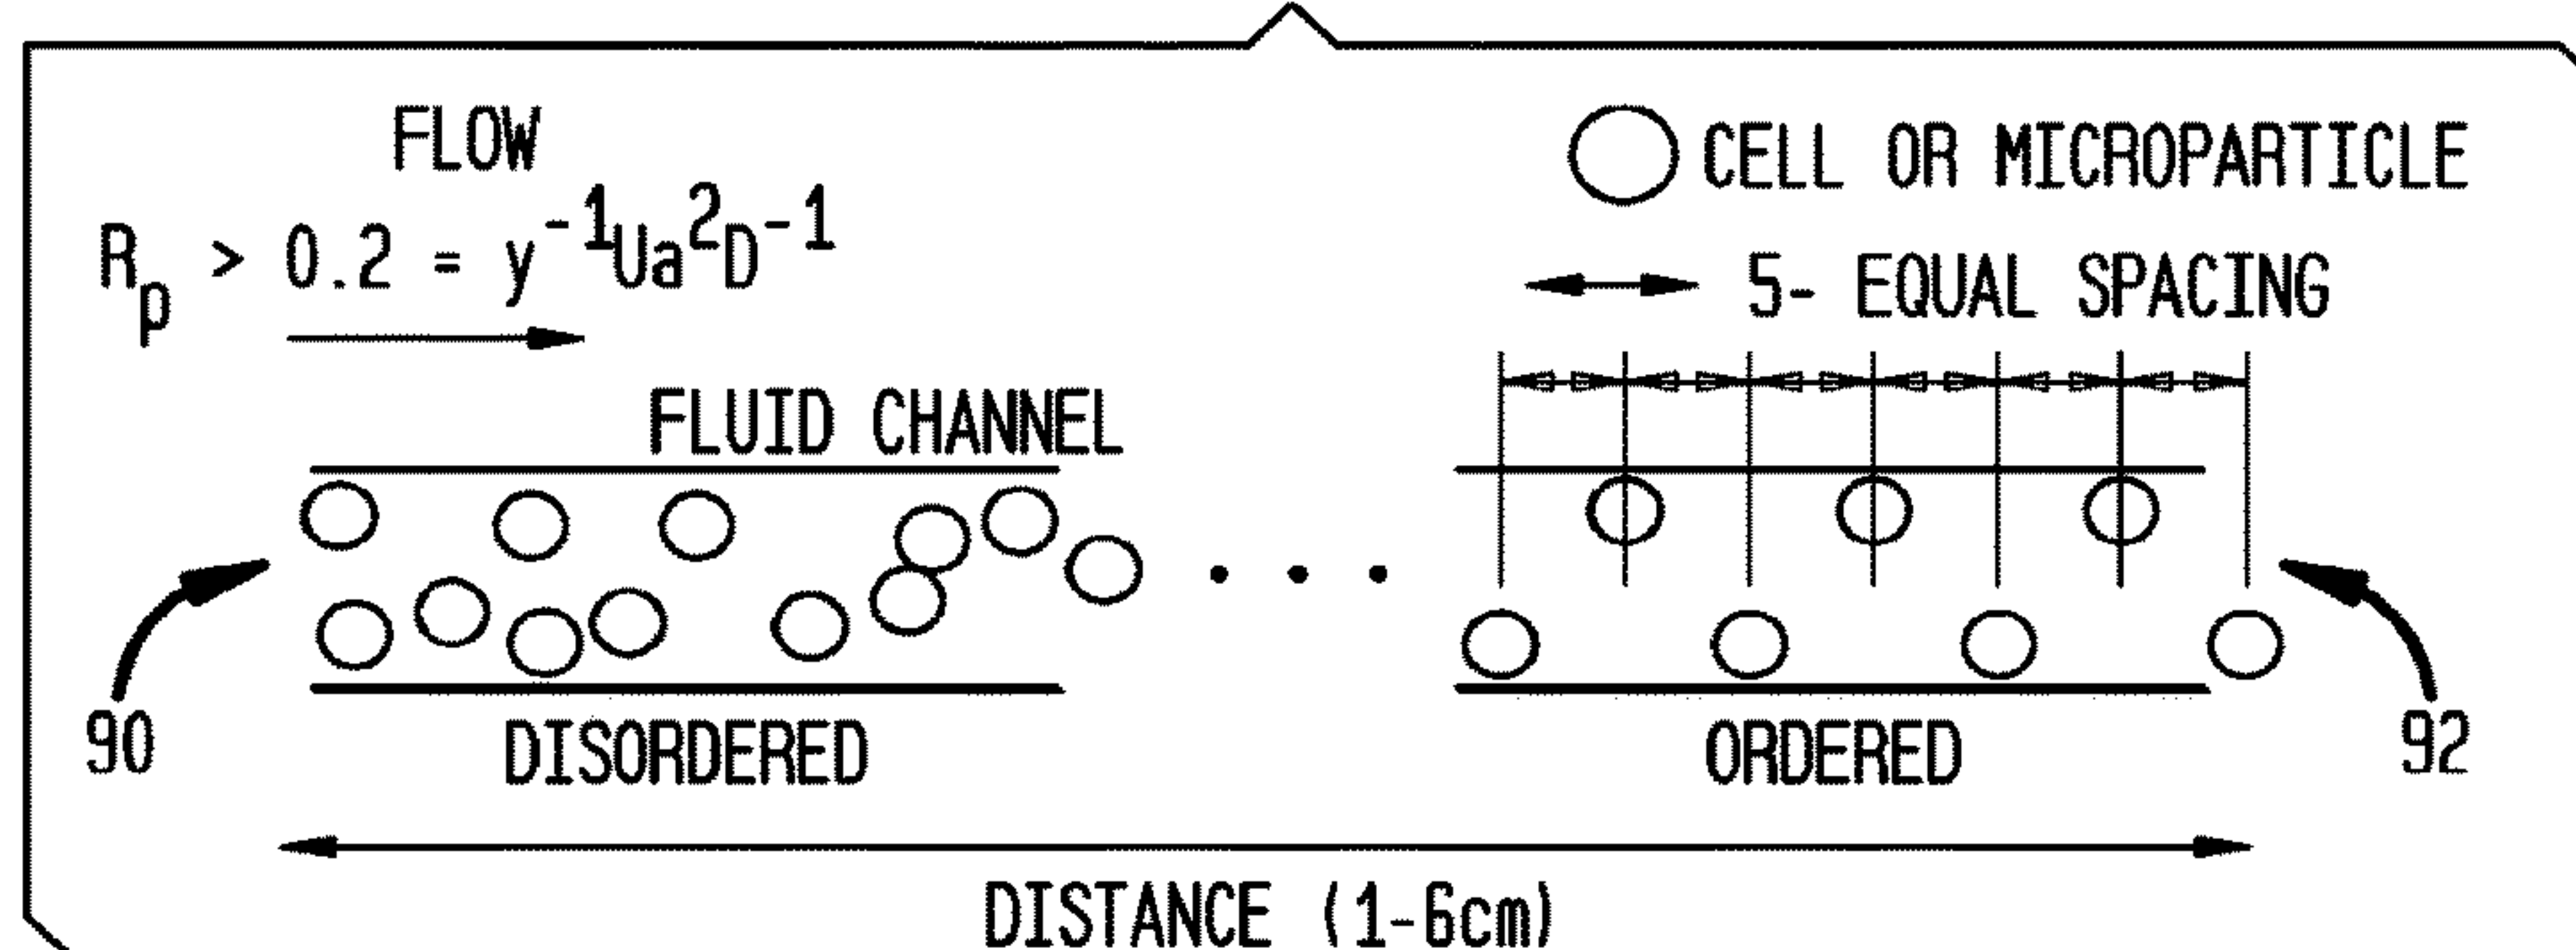 FLOW
R_p > 0.2 = y^-1Ua^2D^-1
CELL OR MICROPARTICLE
5- EQUAL SPACING
FLUID CHANNEL
90
DISORDERED
ORDERED
92
DISTANCE (1-6cm)